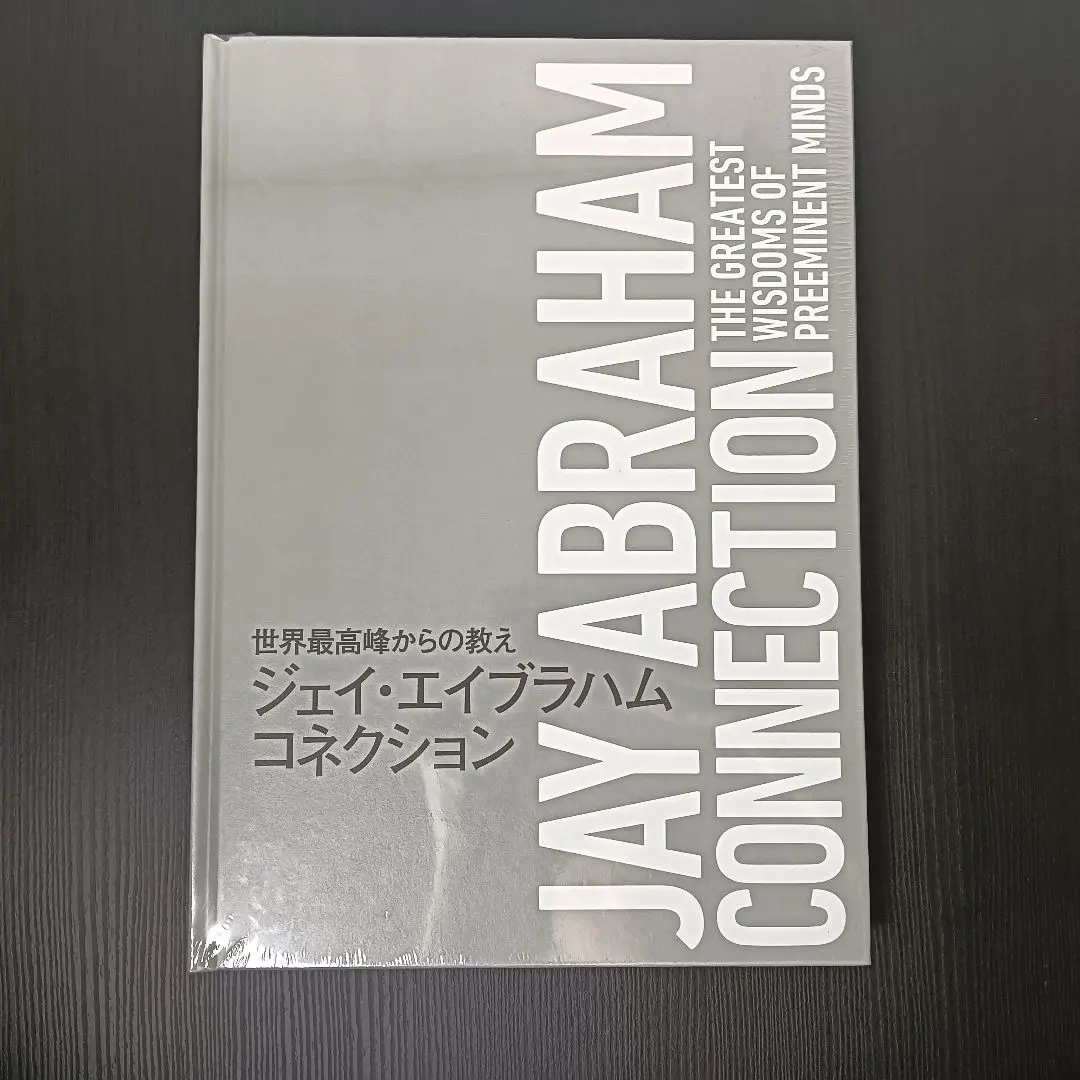 世界最高峰からの教え
ジェイ・エイブラハム
コネクション
JAY ABRAHAM
CONNECTION
THE GREATEST
WISDOMS OF
PREEMINENT MINDS